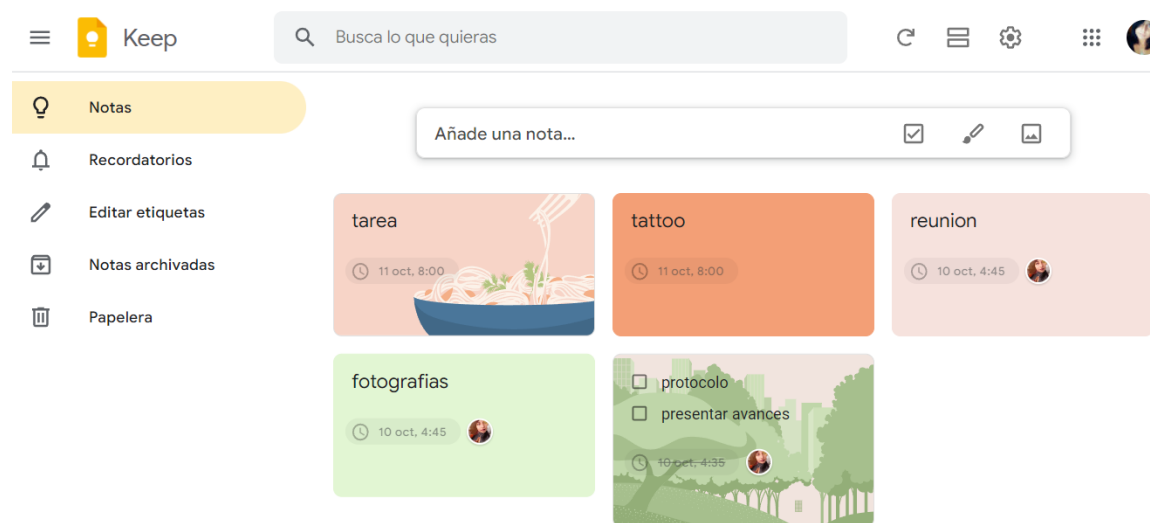 Keep
Busca lo que quieras
Notas
Recordatorios
Editar etiquetas
Notas archivadas
Papelera
Añade una nota...
tarea
11 oct, 8:00
tattoo
11 oct, 8:00
reunion
10 oct, 4:45
fotografias
10 oct, 4:45
protocolo
presentar avances
10 oct, 4:35